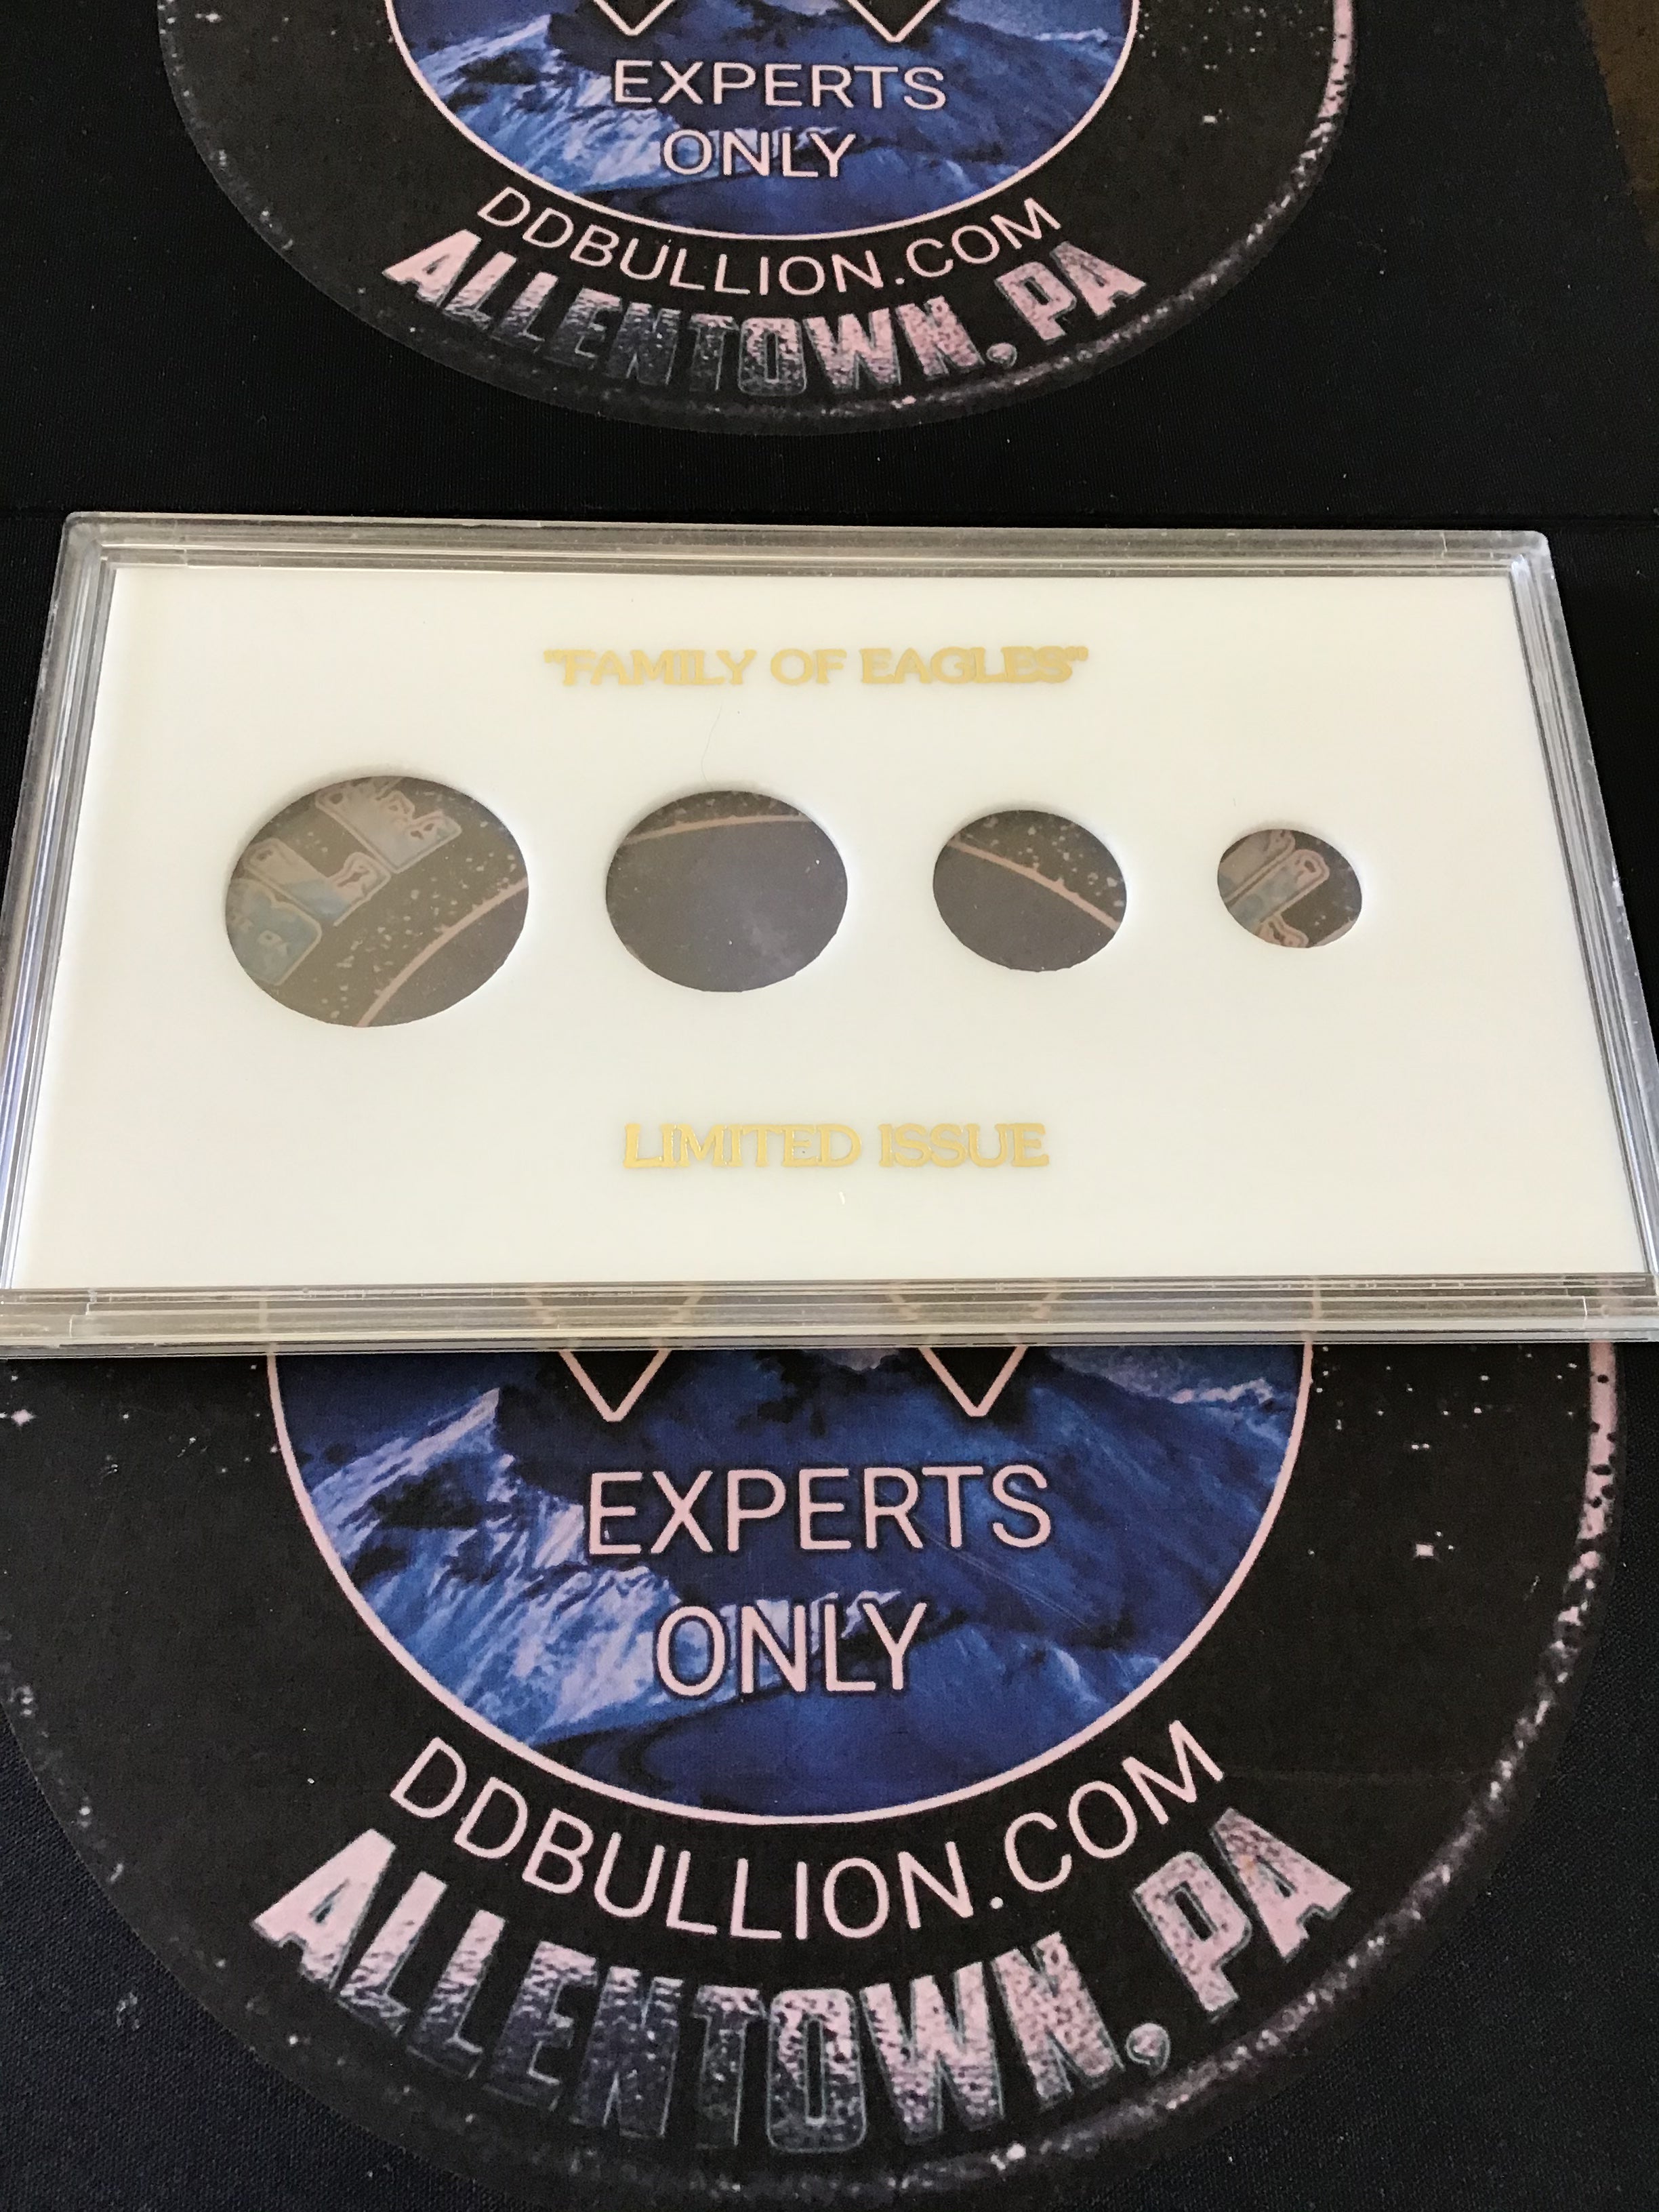 EXPERTS
ONLY
DDBULLION.COM
ALLENTOWN, PA
"FAMILY OF EAGLES"
LIMITED ISSUE
EXPERTS
ONLY
DDBULLION.COM
ALLENTOWN, PA